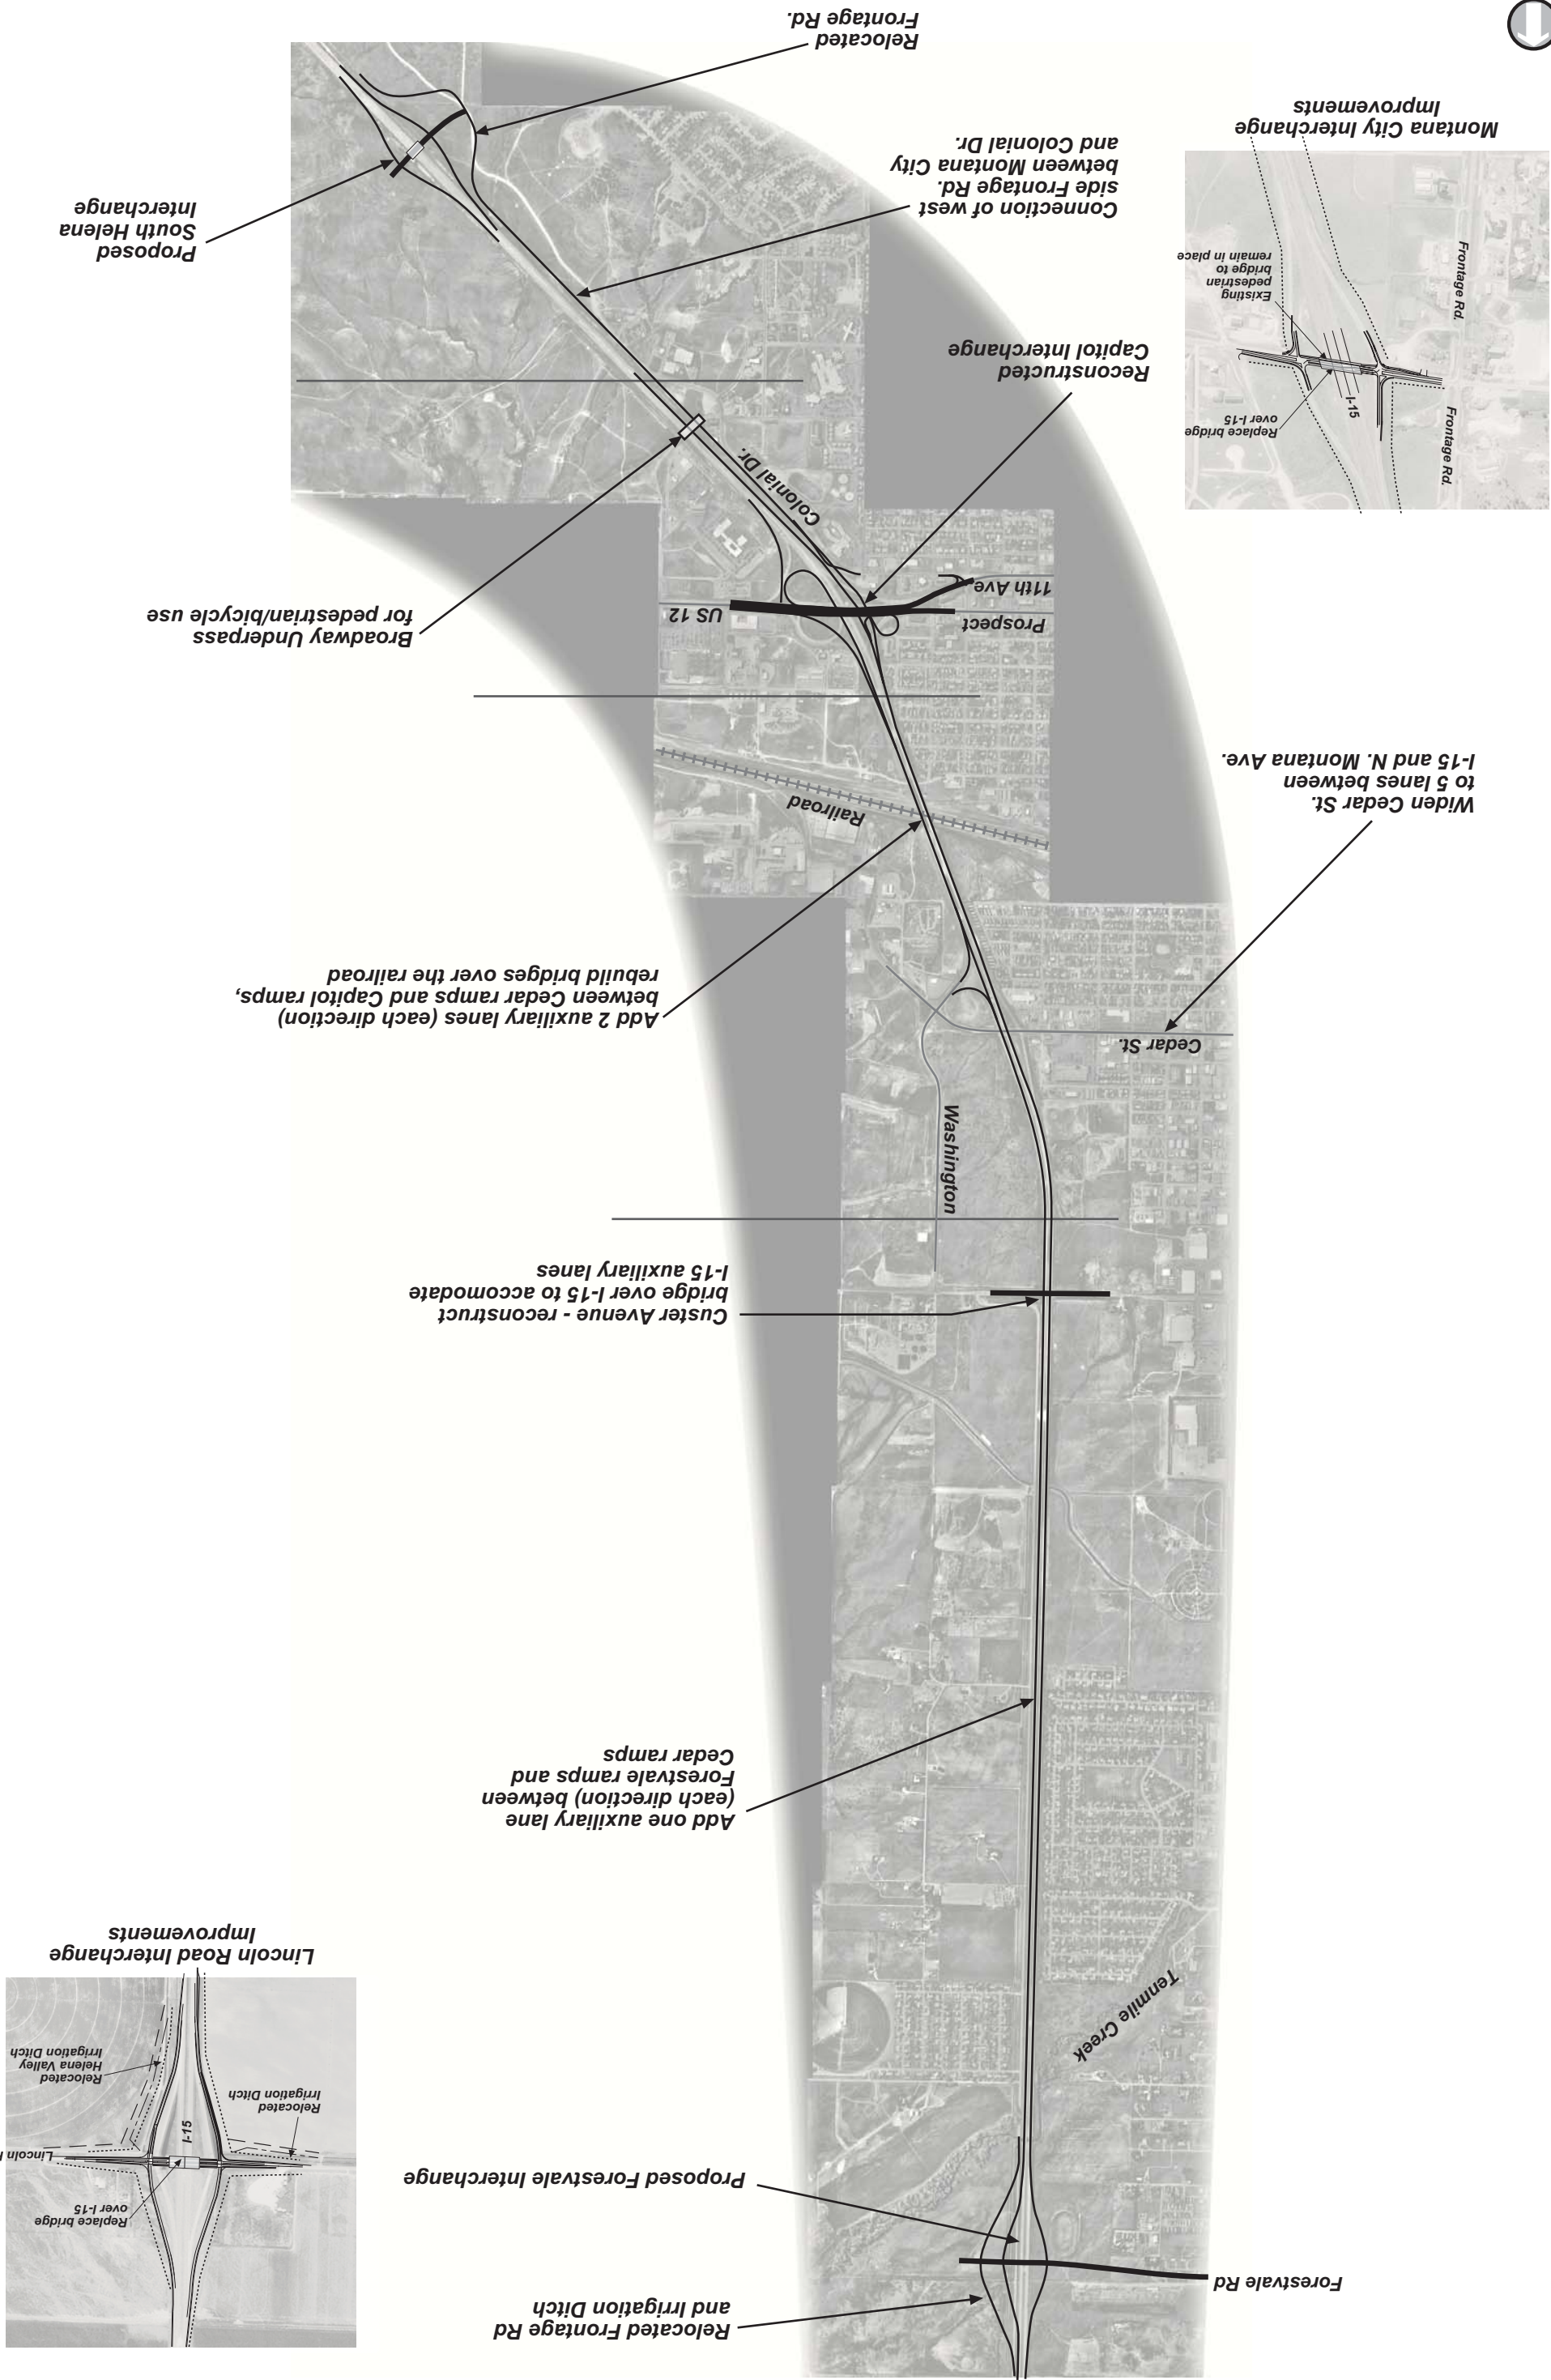 Relocated Frontage Rd
and Irrigation Ditch
Forestvale Rd
Proposed Forestvale Interchange
Replace bridge
over I-15
Lincoln
I-15
Relocated
Irrigation Ditch
Relocated
Helena Valley
Irrigation Ditch
Lincoln Road Interchange
Improvements
Tenmile Creek
Add one auxiliary lane
(each direction) between
Forestvale ramps and
Cedar ramps
Custer Avenue - reconstruct
bridge over I-15 to accomodate
I-15 auxiliary lanes
Washington
Cedar St.
Add 2 auxiliary lanes (each direction)
between Cedar ramps and Capitol ramps,
rebuild bridges over the railroad
Widen Cedar St.
to 5 lanes between
I-15 and N. Montana Ave.
Railroad
Prospect
US 12
11th Ave
Broadway Underpass
for pedestrian/bicycle use
Colonial Dr.
Reconstructed
Capitol Interchange
Frontage Rd.
Replace bridge
over I-15
I-15
Existing
pedestrian
bridge to
remain in place
Frontage Rd.
Montana City Interchange
Improvements
Proposed
South Helena
Interchange
Connection of west
side Frontage Rd.
between Montana City
and Colonial Dr.
Relocated
Frontage Rd.